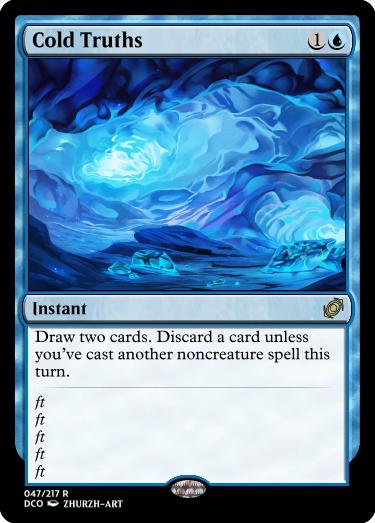 Cold Truths 1
Instant
Draw two cards. Discard a card unless
you've cast another noncreature spell this
turn.
ft
ft
ft
ft
ft
047/217 R
DCO ZHURZH-ART